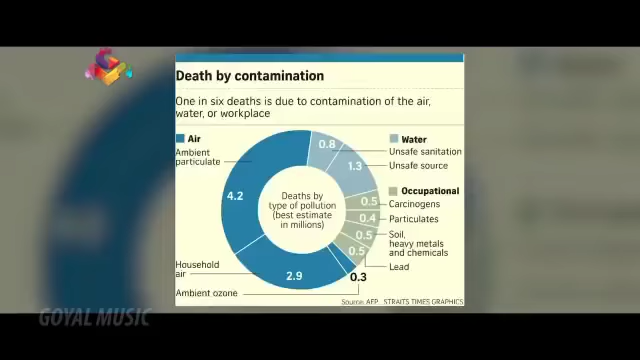 Death by contamination
One in six deaths is due to contamination of the air,
water, or workplace
Air
Ambient
particulate
4.2
Household
air
2.9
Ambient ozone
0.3
Deaths by
type of pollution
(best estimate
in millions)
Water
0.8
Unsafe sanitation
1.3
Unsafe source
Occupational
0.5
Carcinogens
0.4
Particulates
0.5
Soil,
heavy metals
and chemicals
0.5
Lead
Source: AFP STRAITS TIMES GRAPHICS
GOYAL MUSIC